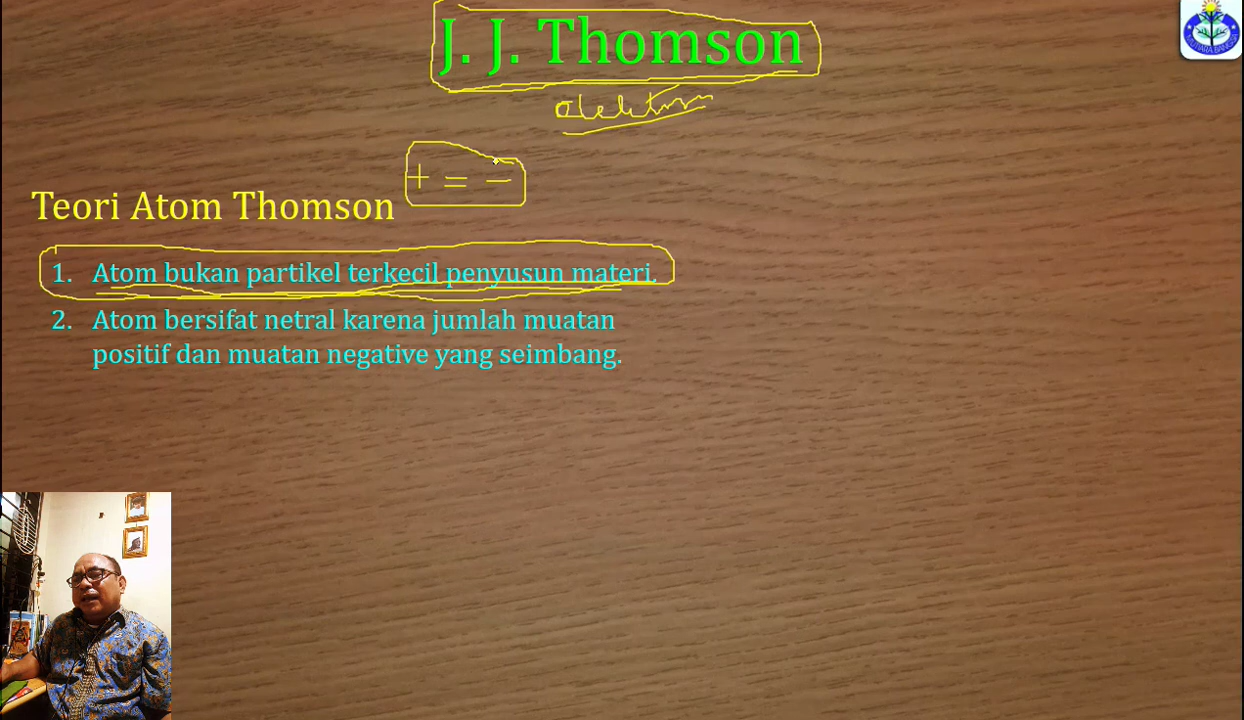 J. J. Thomson
elektron
+ = -
Teori Atom Thomson
1. Atom bukan partikel terkecil penyusun materi.
2. Atom bersifat netral karena jumlah muatan
positif dan muatan negative yang seimbang.